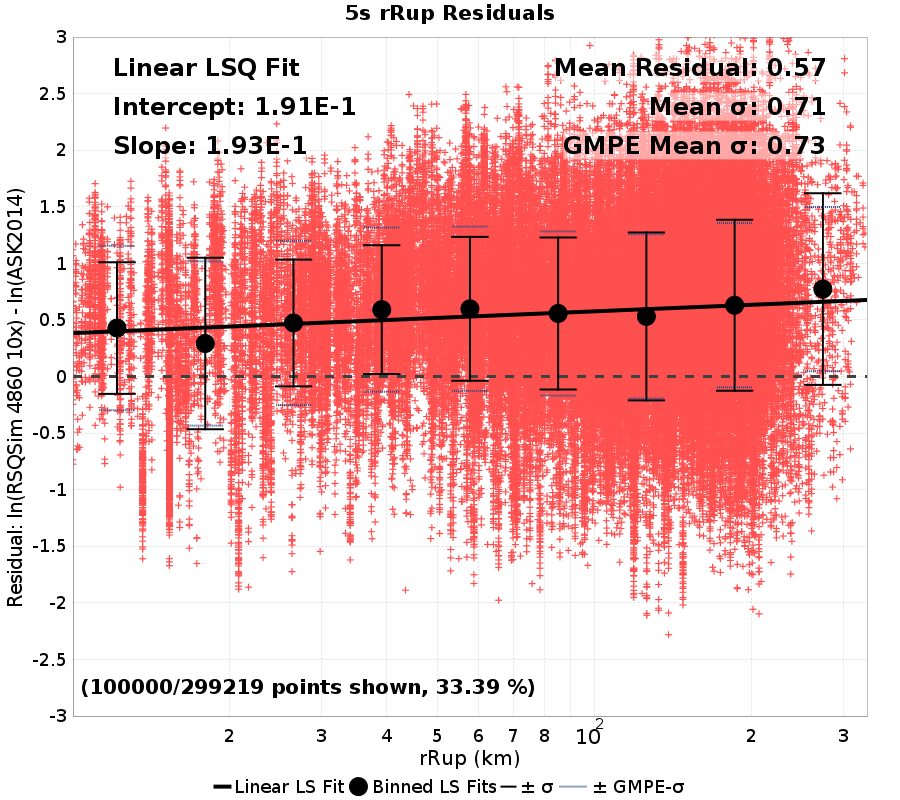 5s rRup Residuals
Linear LSQ Fit
Intercept: 1.91E-1
Slope: 1.93E-1
Mean Residual: 0.57
Mean σ: 0.71
GMPE Mean σ: 0.73
Residual: ln(RSQSim 4860 10x) - ln(ASK2014)
3
2.5
2
1.5
1
0.5
0
-0.5
-1
-1.5
-2
-2.5
-3
(100000/299219 points shown, 33.39 %)
2 3 4 5 6 7 8 10² 2 3
rRup (km)
Linear LS Fit Binned LS Fits ± σ ± GMPE-σ